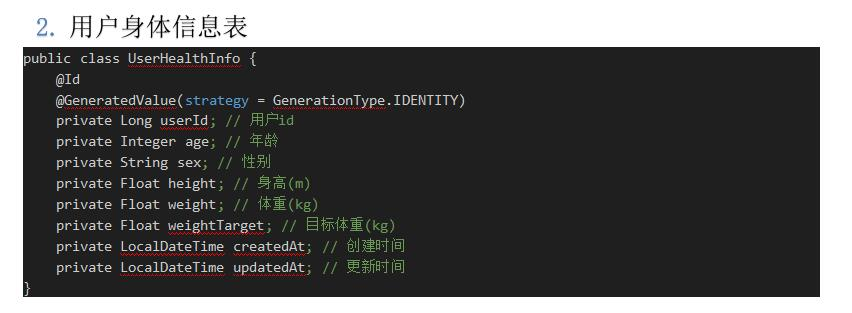 2. 用户身体信息表
public class UserHealthInfo {
    @Id
    @GeneratedValue(strategy = GenerationType.IDENTITY)
    private Long userId; // 用户id
    private Integer age; // 年龄
    private String sex; // 性别
    private Float height; // 身高(m)
    private Float weight; // 体重(kg)
    private Float weightTarget; // 目标体重(kg)
    private LocalDateTime createdAt; // 创建时间
    private LocalDateTime updatedAt; // 更新时间
}